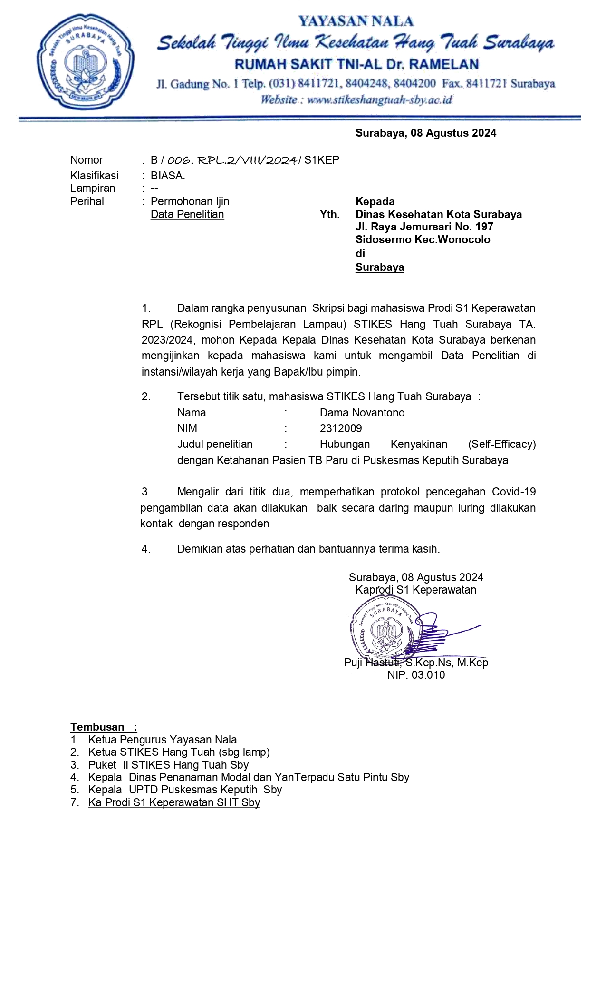 Sekolah Tinggi Ilmu Kesehatan Hang Tuah
SURABAYA
YAYASAN NALA
Sekolah Tinggi Ilmu Kesehatan Hang Tuah Surabaya
RUMAH SAKIT TNI-AL Dr. RAMELAN
Jl. Gadung No. 1 Telp. (031) 8411721, 8404248, 8404200 Fax. 8411721 Surabaya
Website : www.stikeshangtuah-sby.ac.id
Surabaya, 08 Agustus 2024
Nomor : B / 006. RPL.2/VIII/2024/ S1KEP
Klasifikasi : BIASA.
Lampiran : --
Perihal : Permohonan Ijin Kepada
Data Penelitian Yth. Dinas Kesehatan Kota Surabaya
Jl. Raya Jemursari No. 197
Sidosermo Kec.Wonocolo
di
Surabaya
1. Dalam rangka penyusunan Skripsi bagi mahasiswa Prodi S1 Keperawatan
RPL (Rekognisi Pembelajaran Lampau) STIKES Hang Tuah Surabaya TA.
2023/2024, mohon Kepada Kepala Dinas Kesehatan Kota Surabaya berkenan
mengijinkan kepada mahasiswa kami untuk mengambil Data Penelitian di
instansi/wilayah kerja yang Bapak/Ibu pimpin.
2. Tersebut titik satu, mahasiswa STIKES Hang Tuah Surabaya :
Nama : Dama Novantono
NIM : 2312009
Judul penelitian : Hubungan Kenyakinan (Self-Efficacy)
dengan Ketahanan Pasien TB Paru di Puskesmas Keputih Surabaya
3. Mengalir dari titik dua, memperhatikan protokol pencegahan Covid-19
pengambilan data akan dilakukan baik secara daring maupun luring dilakukan
kontak dengan responden
4. Demikian atas perhatian dan bantuannya terima kasih.
Surabaya, 08 Agustus 2024
Kaprodi S1 Keperawatan
Sekolah Tinggi Ilmu Kesehatan Hang Tuah
SURABAYA
Puji Hastuti, S.Kep.Ns, M.Kep
NIP. 03.010
Tembusan :
1. Ketua Pengurus Yayasan Nala
2. Ketua STIKES Hang Tuah (sbg lamp)
3. Puket II STIKES Hang Tuah Sby
4. Kepala Dinas Penanaman Modal dan YanTerpadu Satu Pintu Sby
5. Kepala UPTD Puskesmas Keputih Sby
7. Ka Prodi S1 Keperawatan SHT Sby